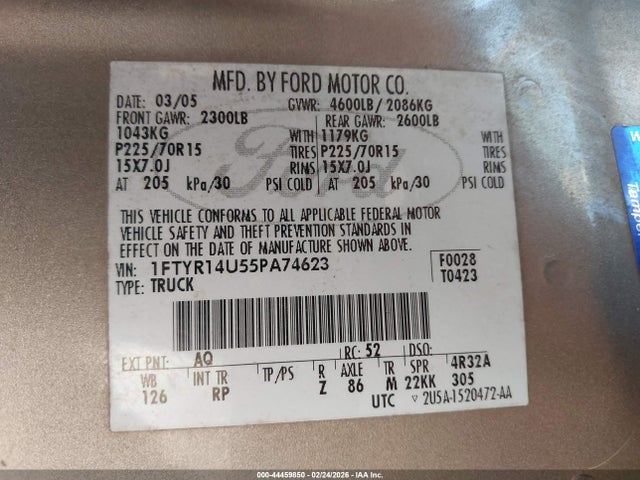 MFD. BY FORD MOTOR CO.
DATE: 03/05 GVWR: 4600LB/ 2086KG
FRONT GAWR: 2300LB REAR GAWR: 2600LB
1043KG WITH 1179KG WITH
P225/70R15 TIRES P225/70R15 TIRES
15X7.0J RIMS 15X7.0J RIMS
AT 205 kPa/30 PSI COLD AT 205 kPa/30 PSI COLD
Ford
THIS VEHICLE CONFORMS TO ALL APPLICABLE FEDERAL MOTOR
VEHICLE SAFETY AND THEFT PREVENTION STANDARDS IN
EFFECT ON THE DATE OF MANUFACTURE SHOWN ABOVE.
VIN: 1FTYR14U55PA74623 F0028
TYPE: TRUCK T0423
EXT PNT: AQ RC: 52 DSO:
WB INT TR TP/PS R AXLE TR SPR 4R32A
126 RP Z 86 M 22KK 305
UTC ▽ 2U5A-1520472-AA
Tamper
000-44459850 - 02/24/2026 - IAA Inc.